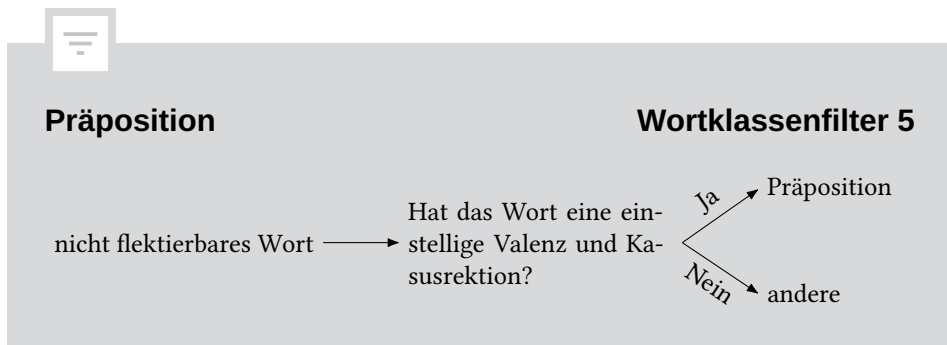 Präposition
Wortklassenfilter 5
nicht flektierbares Wort
Hat das Wort eine ein-
stellige Valenz und Ka-
susrektion?
Ja
Präposition
Nein
andere